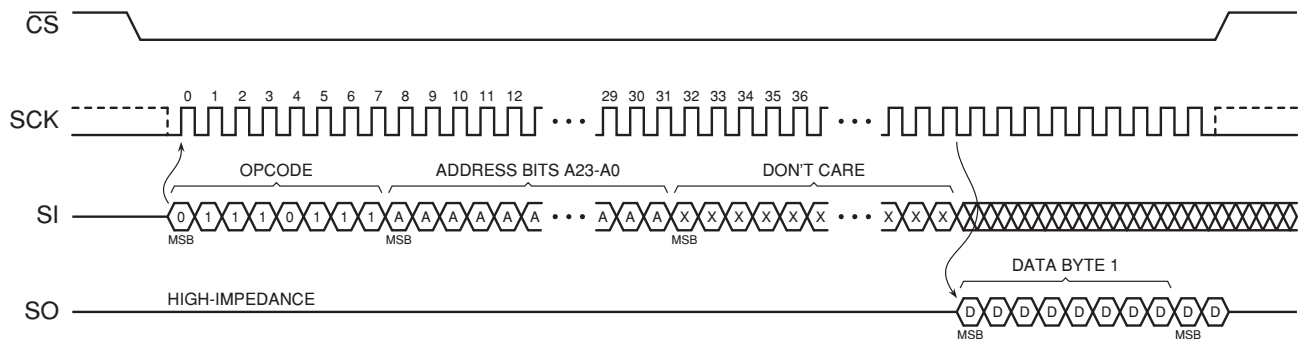 CS
SCK
0 1 2 3 4 5 6 7 8 9 10 11 12 29 30 31 32 33 34 35 36
OPCODE ADDRESS BITS A23-A0 DON'T CARE
SI
0 1 1 1 0 1 1 1 A A A A A A A A A X X X X X X X X X
MSB MSB MSB
DATA BYTE 1
HIGH-IMPEDANCE
SO
D D D D D D D D D D
MSB MSB